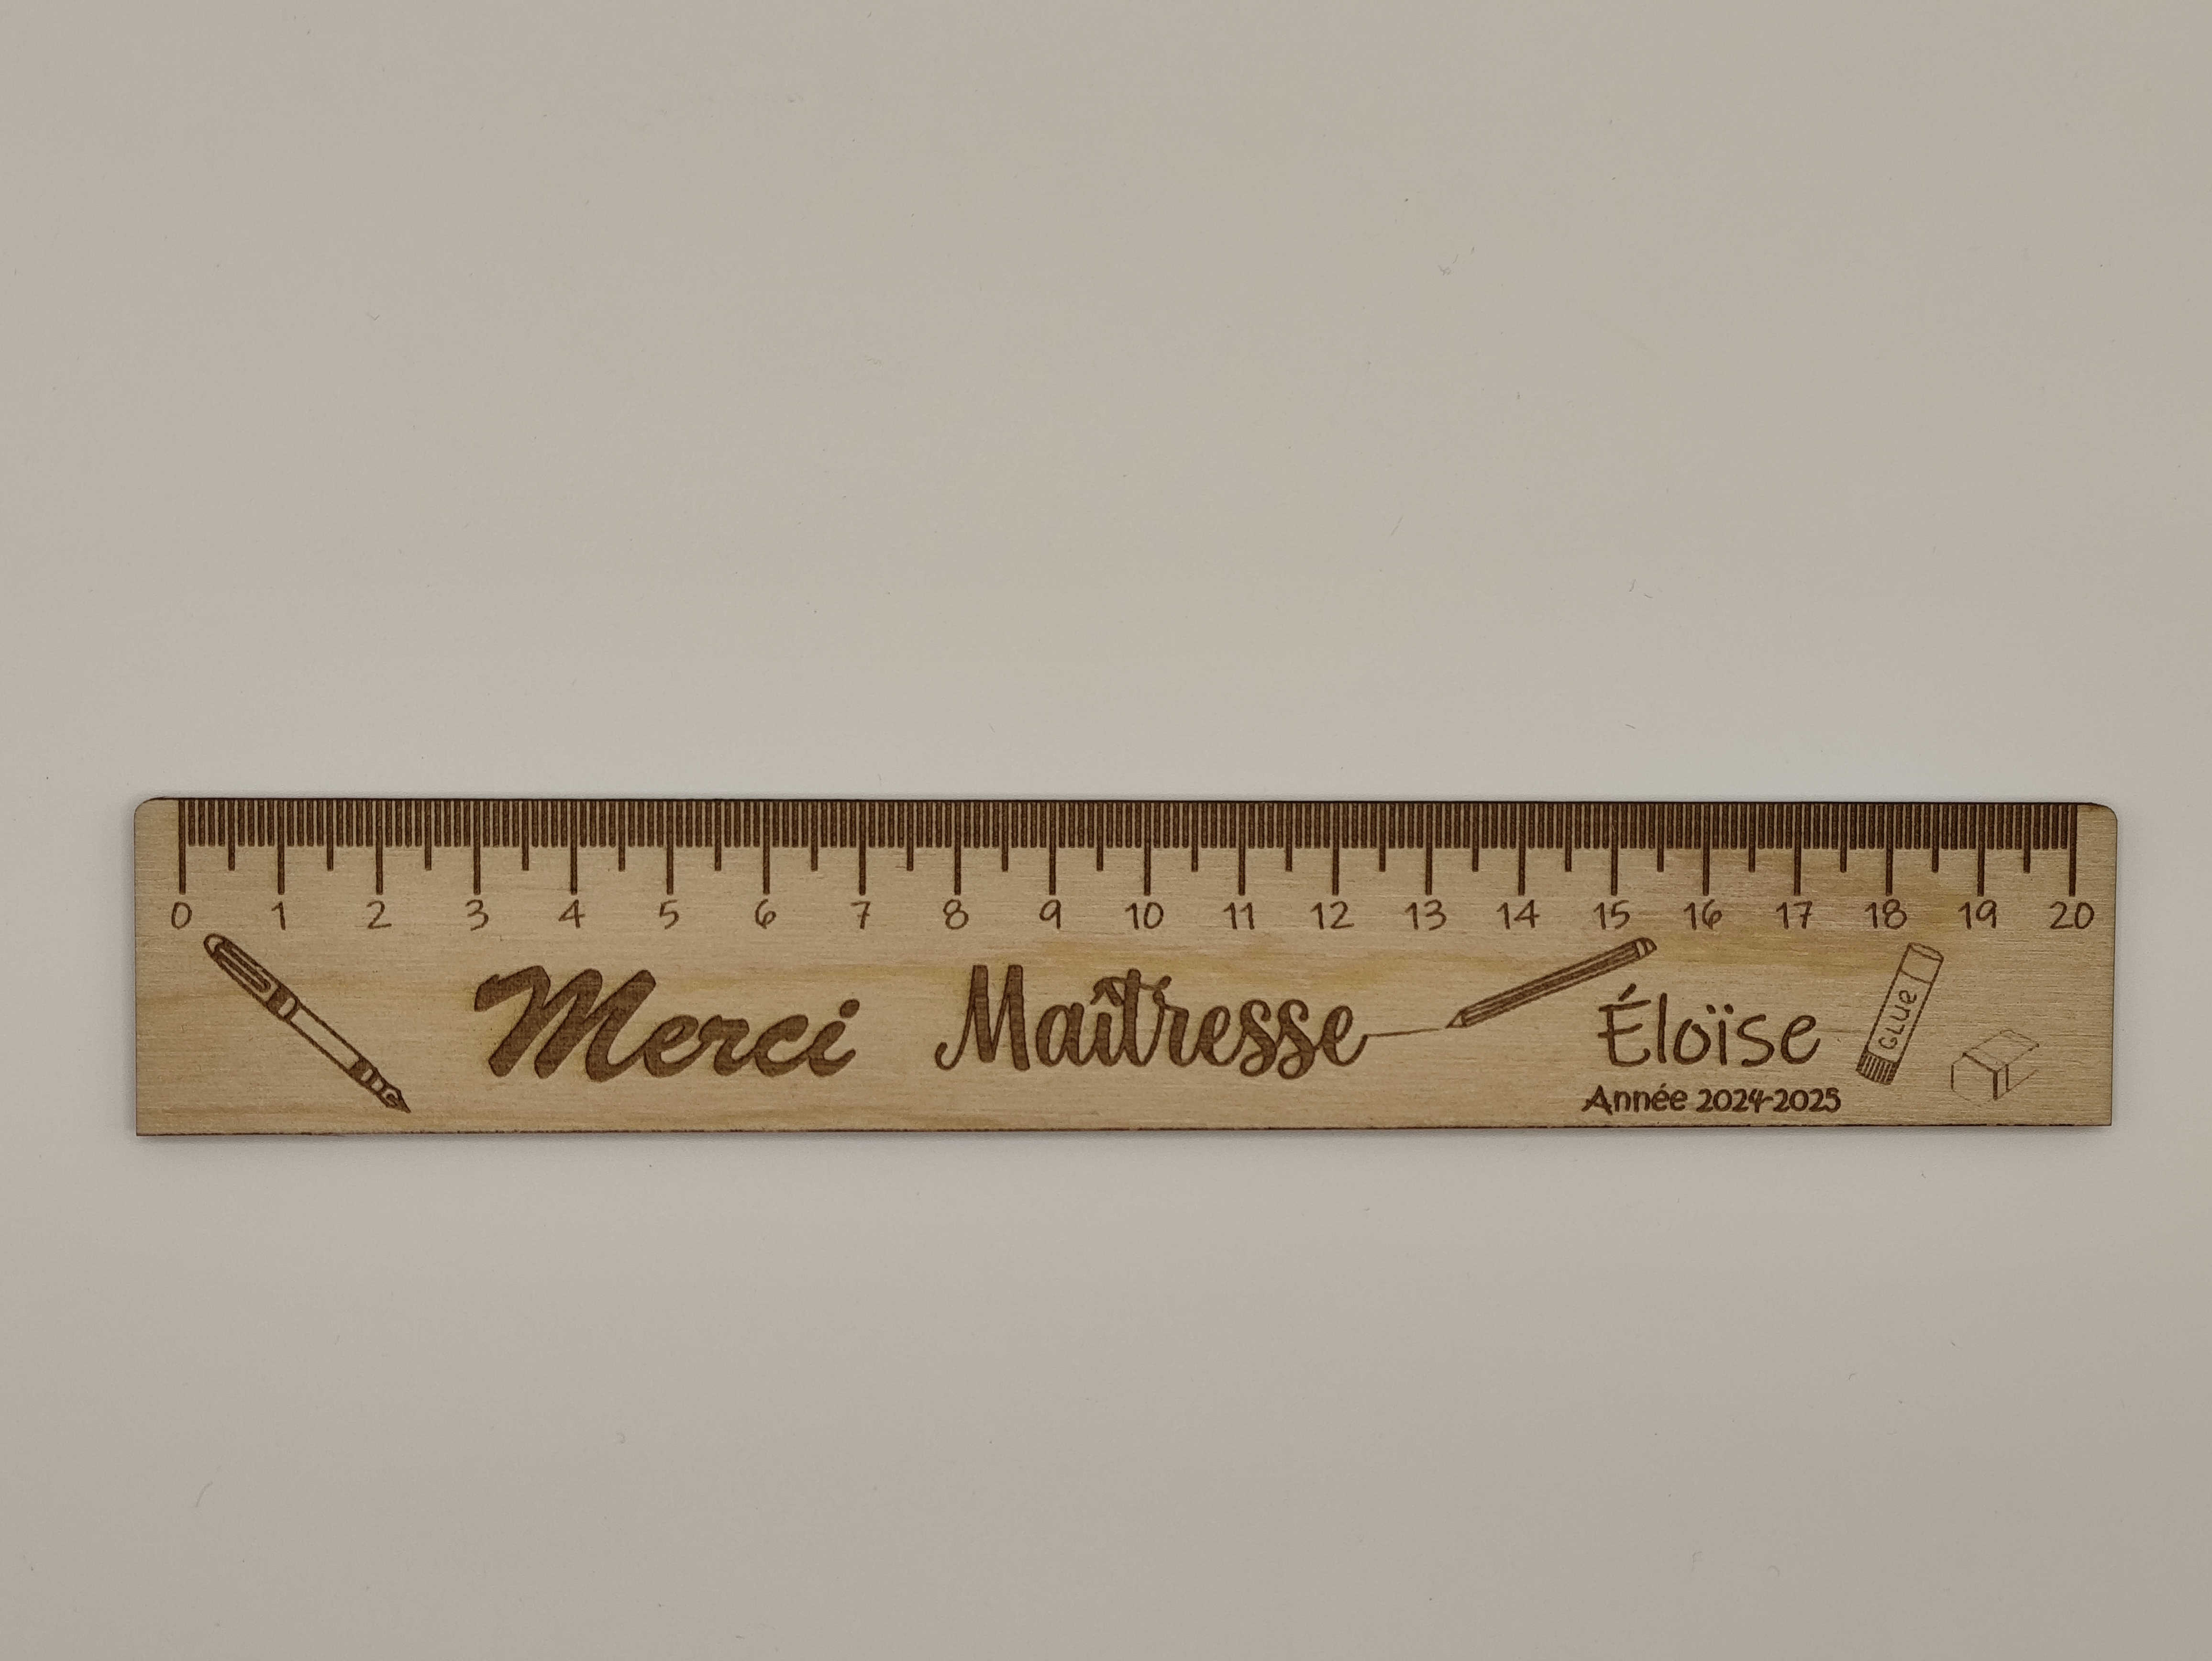 0 1 2 3 4 5 6 7 8 9 10 11 12 13 14 15 16 17 18 19 20
Merci Maîtresse Éloïse GLUE
Année 2024-2025